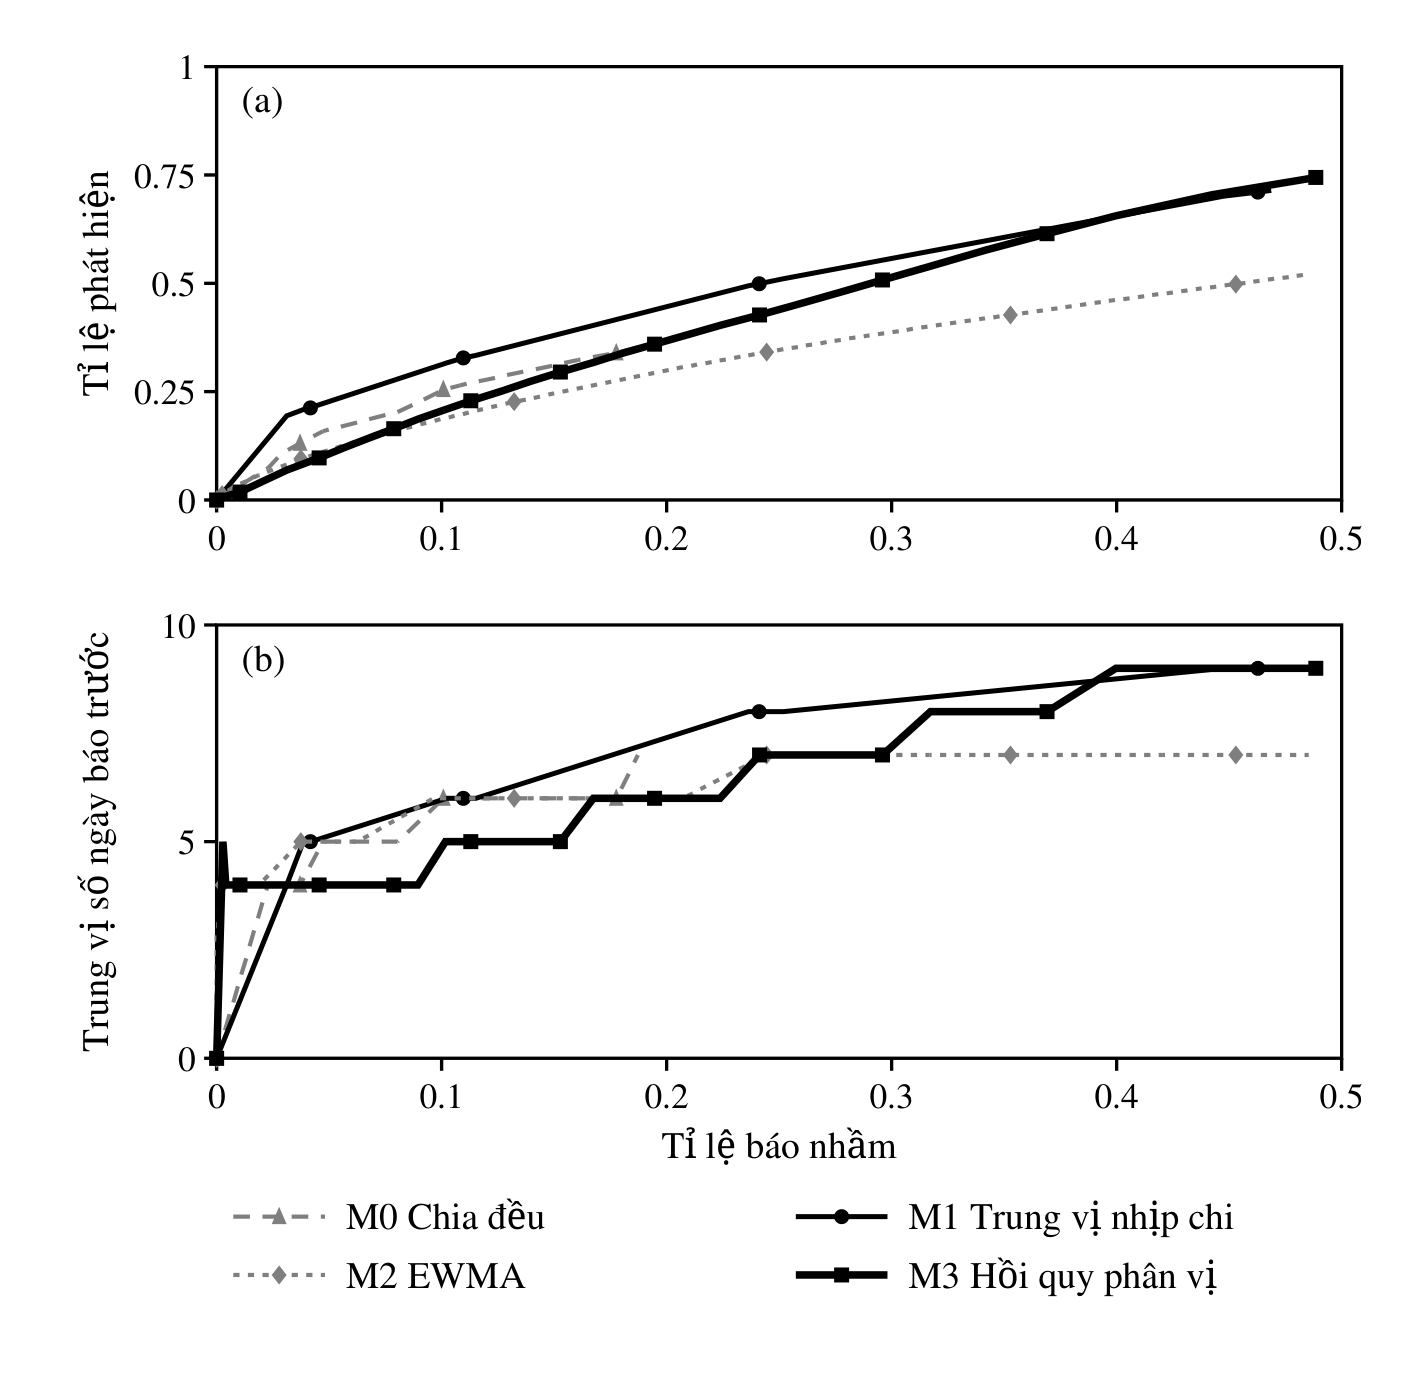 1
(a)
0.75
0.5
0.25
0
Tỉ lệ phát hiện
0 0.1 0.2 0.3 0.4 0.5
10
(b)
5
0
Trung vị số ngày báo trước
0 0.1 0.2 0.3 0.4 0.5
Tỉ lệ báo nhầm
M0 Chia đều M1 Trung vị nhịp chi
M2 EWMA M3 Hồi quy phân vị